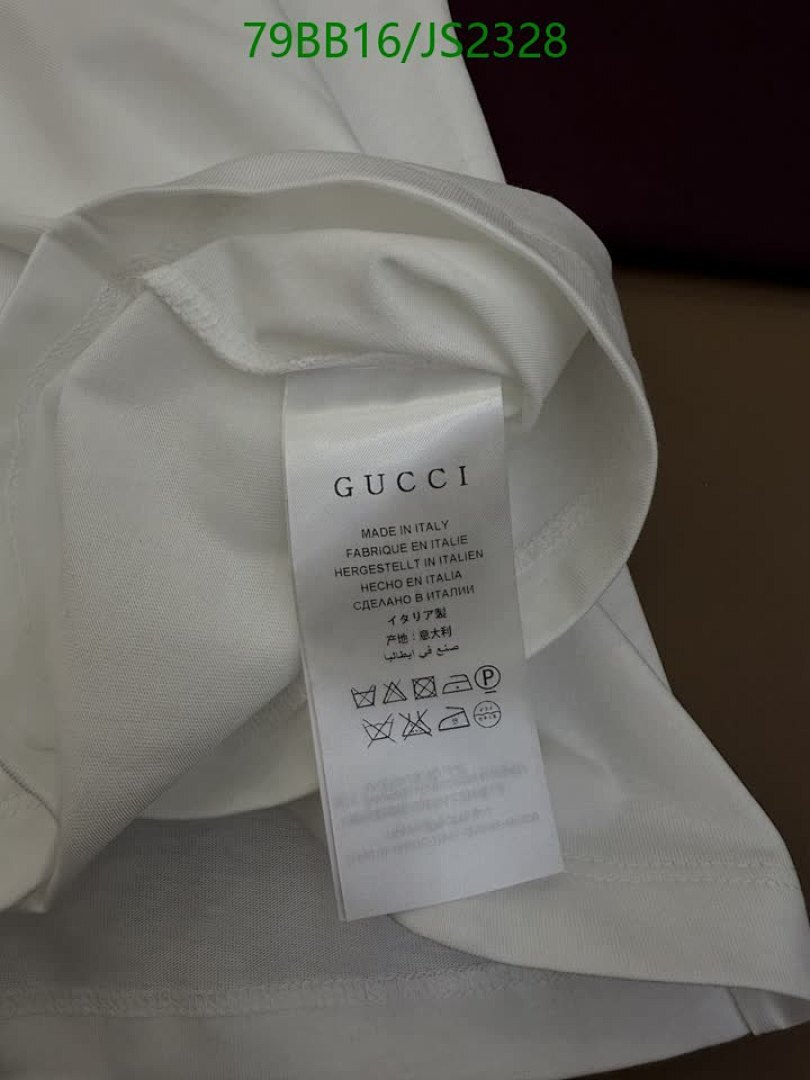 79BB16/JS2328
GUCCI
MADE IN ITALY
FABRIQUE EN ITALIE
HERGESTELLT IN ITALIEN
HECHO EN ITALIA
СДЕЛАНО В ИТАЛИИ
イタリア製
产地：意大利
صنع في ايطاليا
P